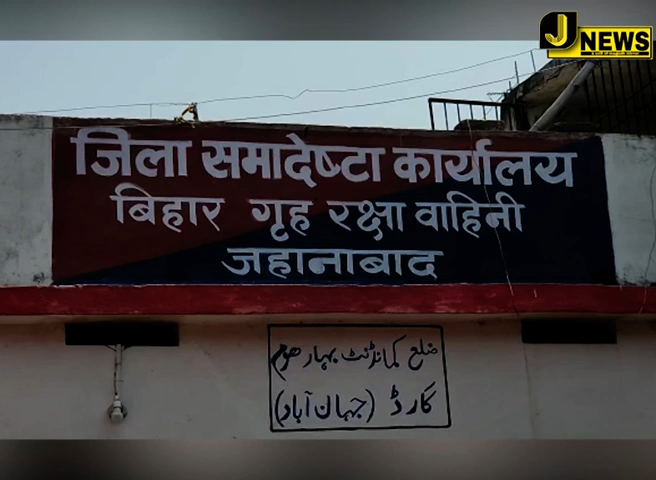 J NEWS
जिला समादेष्टा कार्यालय
बिहार गृह रक्षा वाहिनी
जहानाबाद
ضلع کمانڈنٹ بہار ہوم
گارڈ (جہان آباد)